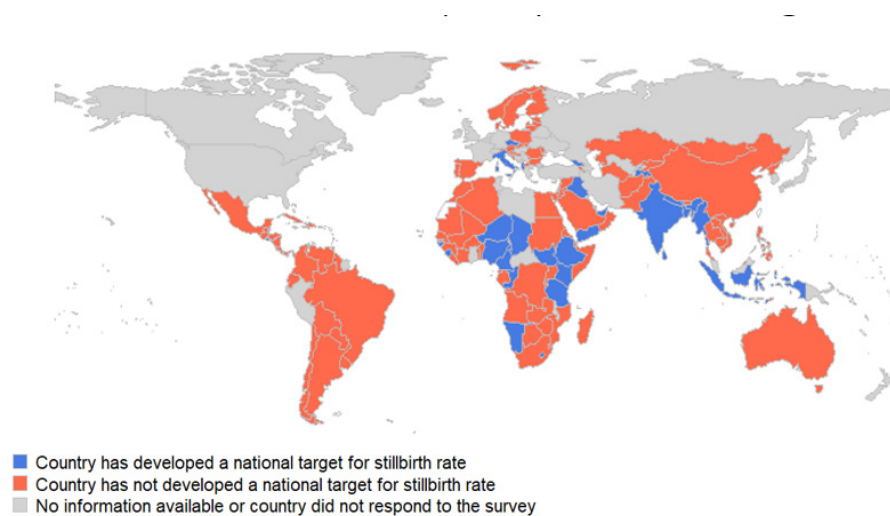 Country has developed a national target for stillbirth rate
Country has not developed a national target for stillbirth rate
No information available or country did not respond to the survey